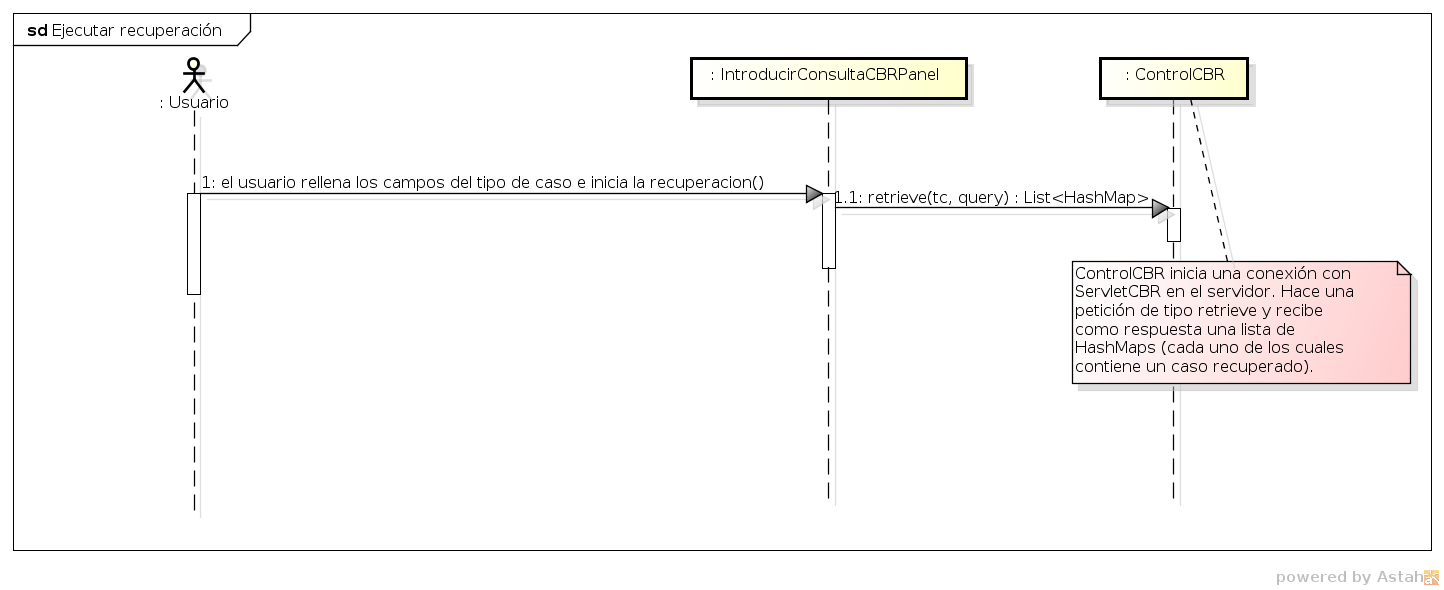 sd Ejecutar recuperación
: Usuario
: IntroducirConsultaCBRPanel
: ControlCBR
1: el usuario rellena los campos del tipo de caso e inicia la recuperacion()
1.1: retrieve(tc, query) : List<HashMap>
ControlCBR inicia una conexión con
ServletCBR en el servidor. Hace una
petición de tipo retrieve y recibe
como respuesta una lista de
HashMaps (cada uno de los cuales
contiene un caso recuperado).
powered by Astah